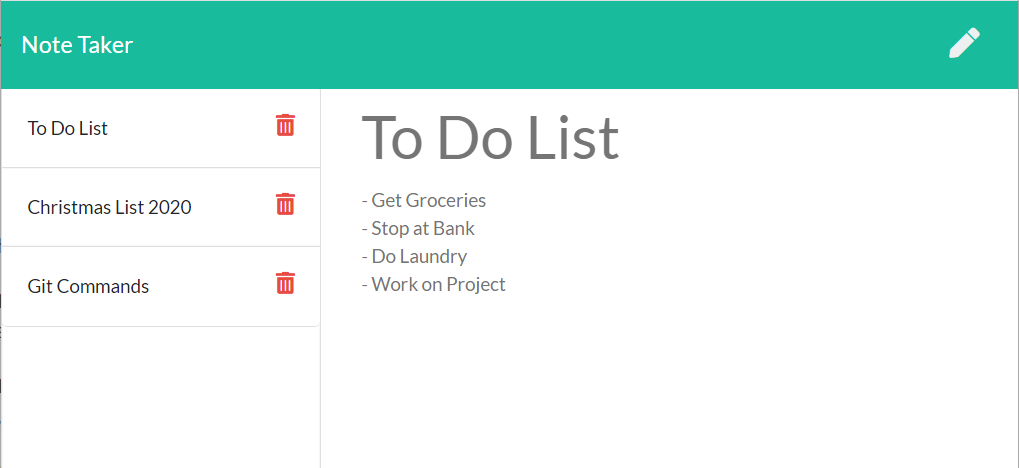 Note Taker
To Do List
Christmas List 2020
Git Commands
To Do List
- Get Groceries
- Stop at Bank
- Do Laundry
- Work on Project